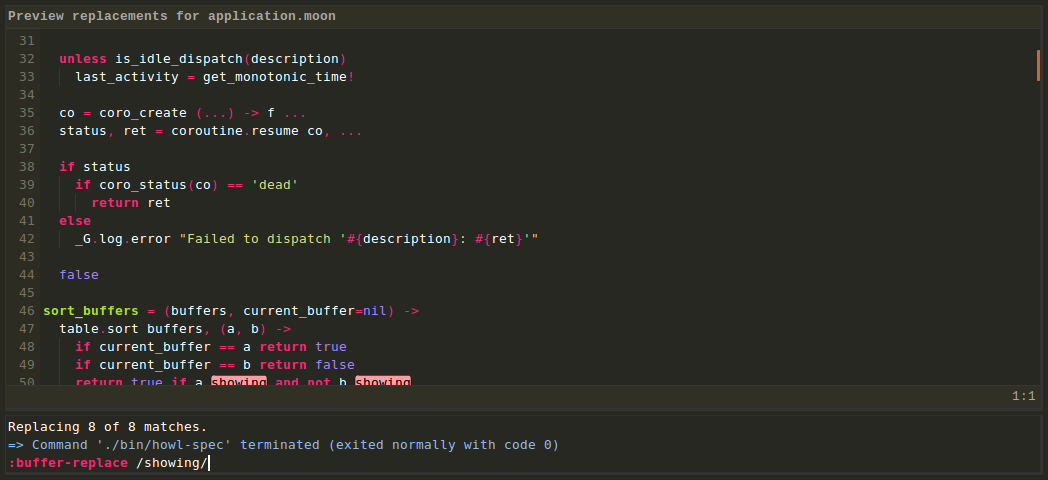 Preview replacements for application.moon
31
32 unless is_idle_dispatch(description)
33 last_activity = get_monotonic_time!
34
35 co = coro_create (...) -> f ...
36 status, ret = coroutine.resume co, ...
37
38 if status
39 if coro_status(co) == 'dead'
40 return ret
41 else
42 _G.log.error "Failed to dispatch '#{description}: #{ret}'"
43
44 false
45
46 sort_buffers = (buffers, current_buffer=nil) ->
47 table.sort buffers, (a, b) ->
48 if current_buffer == a return true
49 if current_buffer == b return false
50 return true if a.showing and not b.showing
1:1
Replacing 8 of 8 matches.
=> Command './bin/howl-spec' terminated (exited normally with code 0)
:buffer-replace /showing/